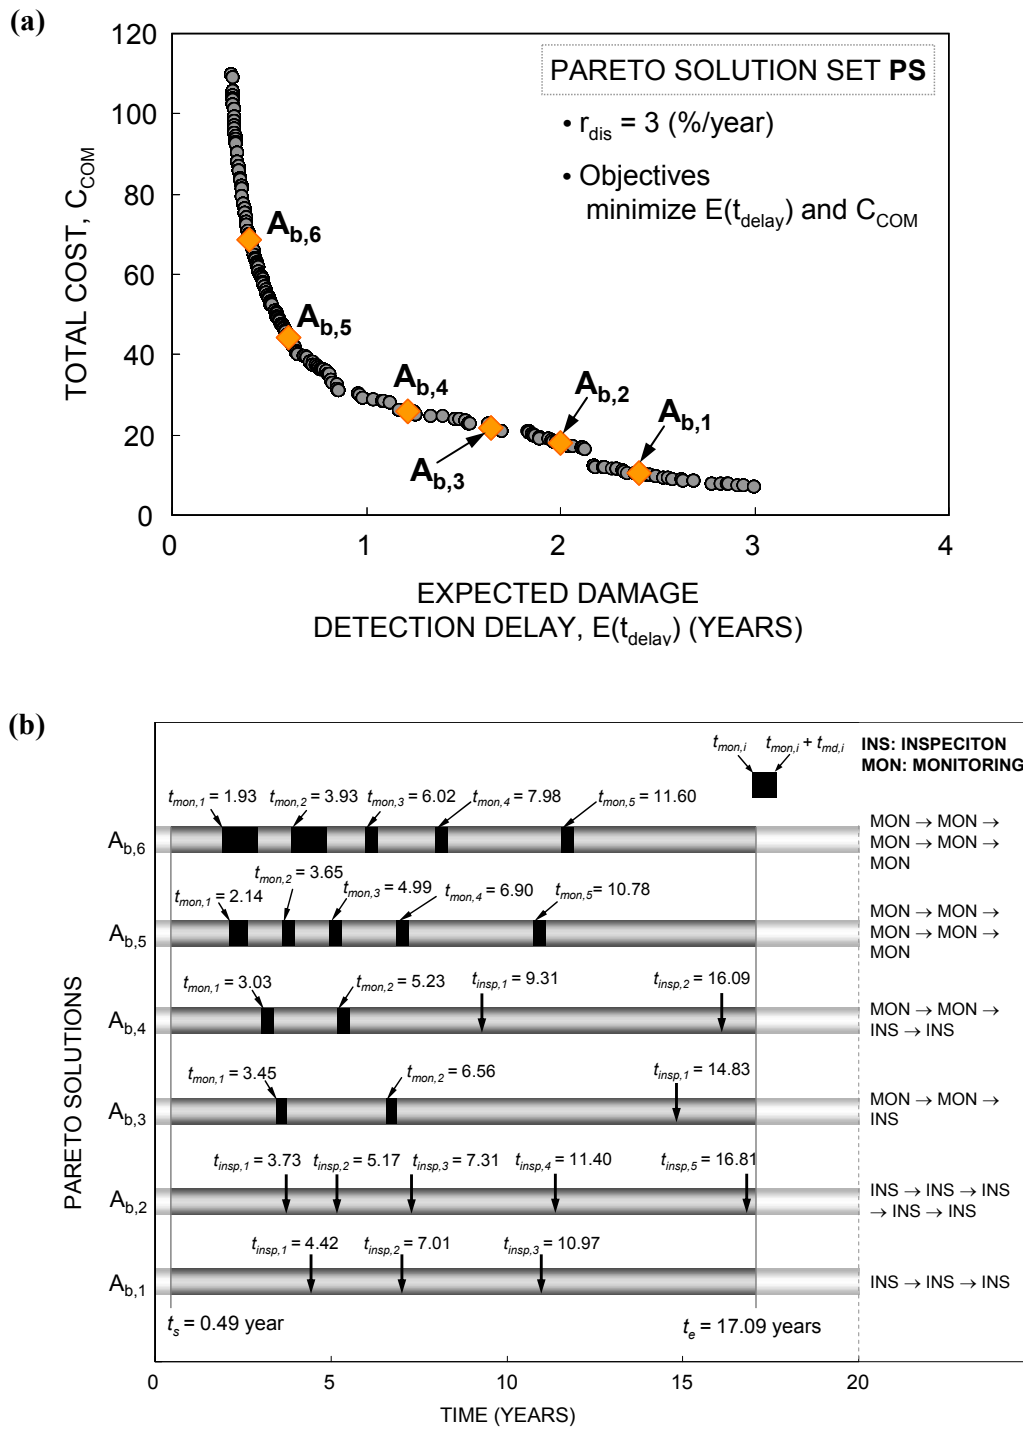 (a)
120
100
80
60
40
20
0
TOTAL COST, C_COM
PARETO SOLUTION SET PS
• r_dis = 3 (%/year)
• Objectives
minimize E(t_delay) and C_COM
A_b,6
A_b,5
A_b,4
A_b,3
A_b,2
A_b,1
0 1 2 3 4
EXPECTED DAMAGE
DETECTION DELAY, E(t_delay) (YEARS)
(b)
t_mon,i t_mon,i + t_md,i
INS: INSPECITON
MON: MONITORING
PARETO SOLUTIONS
t_mon,1 = 1.93 t_mon,2 = 3.93 t_mon,3 = 6.02 t_mon,4 = 7.98 t_mon,5 = 11.60
A_b,6
MON → MON →
MON → MON →
MON
t_mon,1 = 2.14 t_mon,2 = 3.65 t_mon,3 = 4.99 t_mon,4 = 6.90 t_mon,5 = 10.78
A_b,5
MON → MON →
MON → MON →
MON
t_mon,1 = 3.03 t_mon,2 = 5.23 t_insp,1 = 9.31 t_insp,2 = 16.09
A_b,4
MON → MON →
INS → INS
t_mon,1 = 3.45 t_mon,2 = 6.56 t_insp,1 = 14.83
A_b,3
MON → MON →
INS
t_insp,1 = 3.73 t_insp,2 = 5.17 t_insp,3 = 7.31 t_insp,4 = 11.40 t_insp,5 = 16.81
A_b,2
INS → INS → INS
→ INS → INS
t_insp,1 = 4.42 t_insp,2 = 7.01 t_insp,3 = 10.97
A_b,1
INS → INS → INS
t_s = 0.49 year t_e = 17.09 years
0 5 10 15 20
TIME (YEARS)